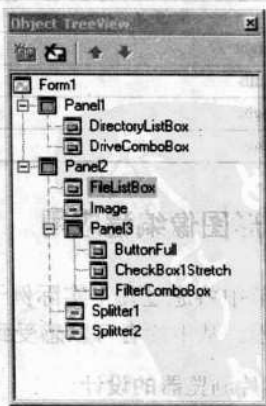 Object TreeView
Form1
Panel1
DirectoryListBox
DriveComboBox
Panel2
FileListBox
Image
Panel3
ButtonFull
CheckBox1Stretch
FilterComboBox
Splitter1
Splitter2